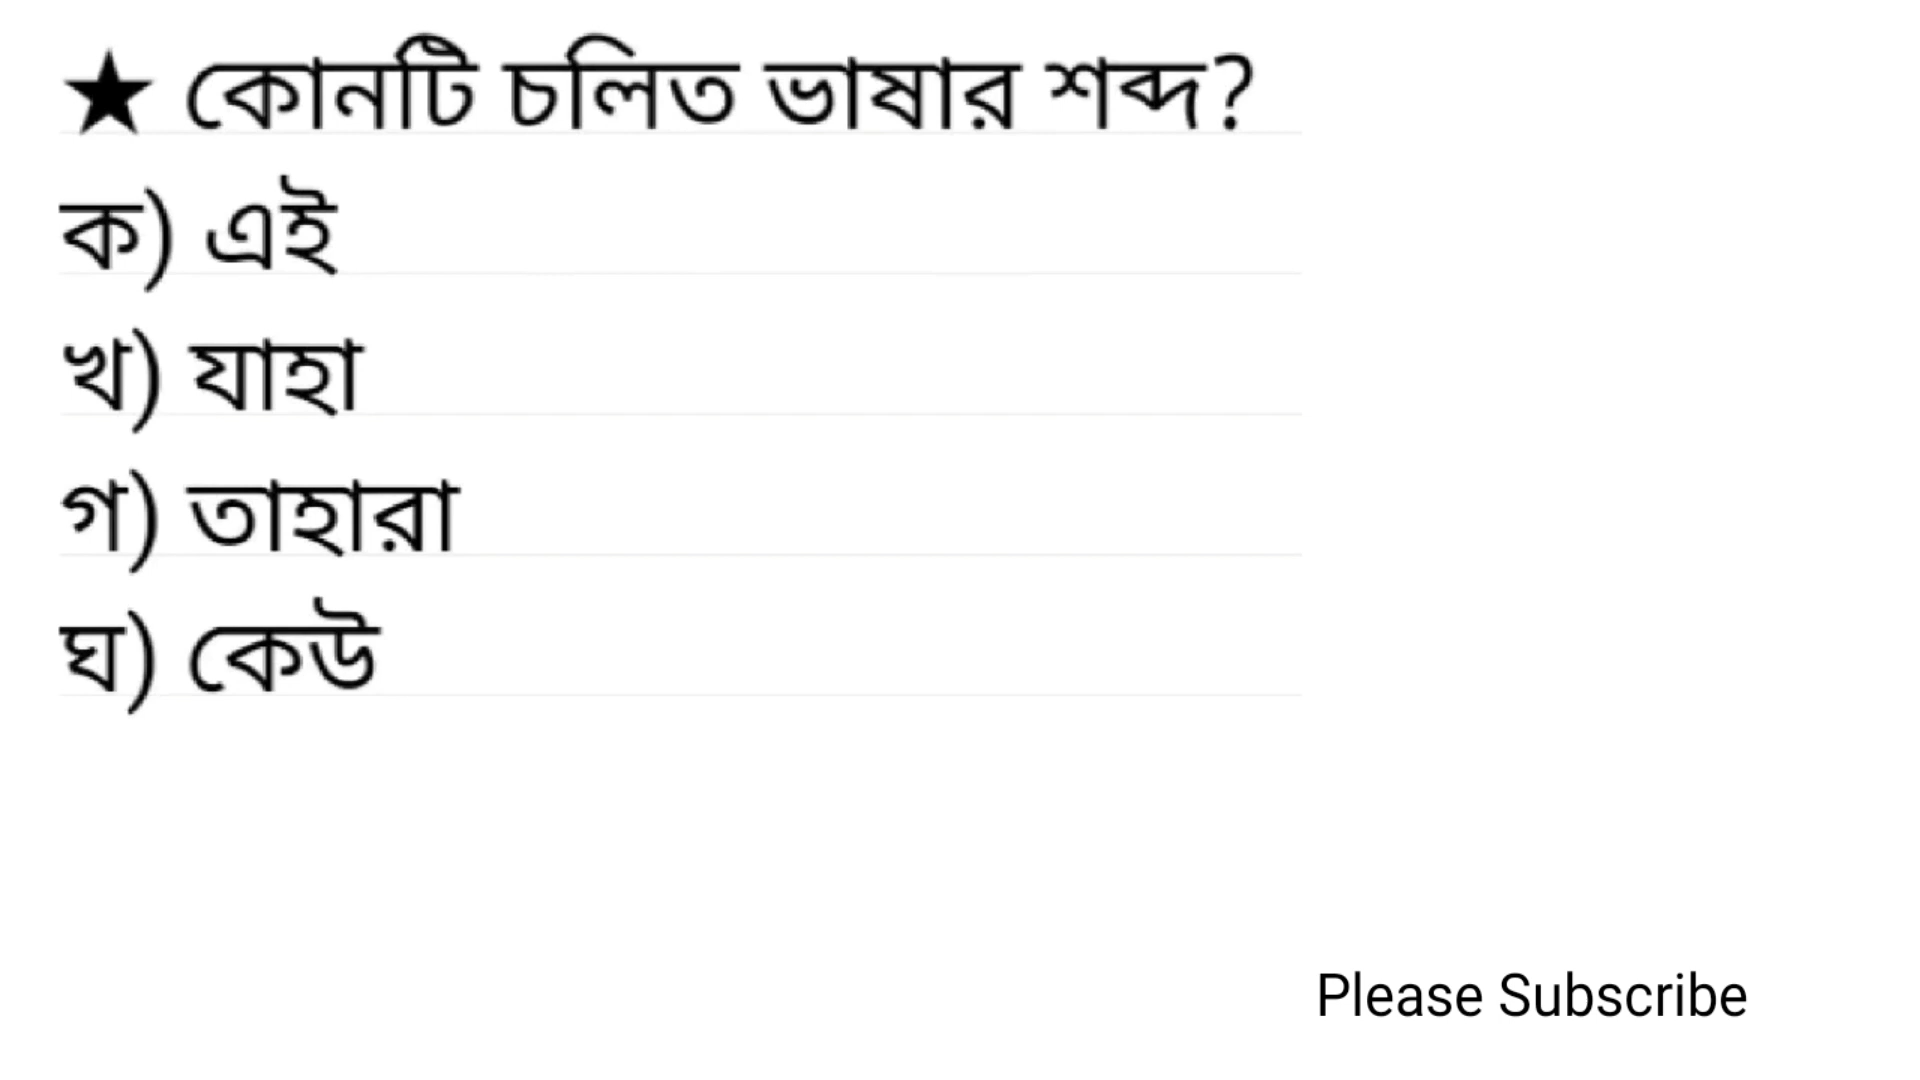 ★ কোনটি চলিত ভাষার শব্দ?
ক) এই
খ) যাহা
গ) তাহারা
ঘ) কেউ
Please Subscribe